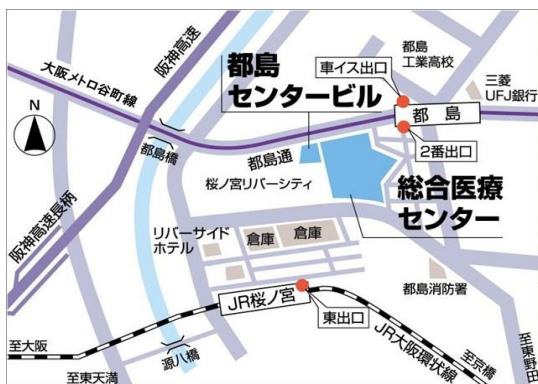 大阪メトロ谷町線
阪神高速
都島
センタービル
車イス出口
都島
工業高校
三菱
UFJ銀行
都 島
2番出口
N
都島橋
都島通
桜ノ宮リバーシティ
総合医療
センター
阪神高速長柄
リバーサイド
ホテル
倉庫
倉庫
都島消防署
JR桜ノ宮
東出口
至大阪
源八橋
JR大阪環状線
至京橋
至東野田
至東天満